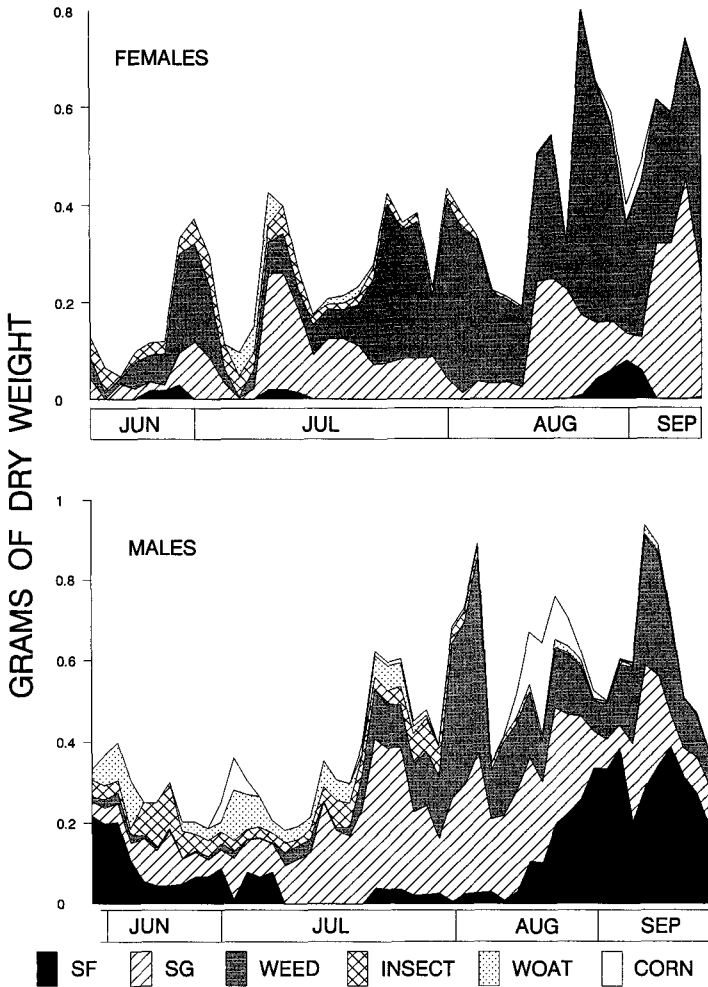 GRAMS OF DRY WEIGHT
0.8
FEMALES
0.6
0.4
0.2
0
JUN JUL AUG SEP
1
MALES
0.8
0.6
0.4
0.2
0
JUN JUL AUG SEP
SF SG WEED INSECT WOAT CORN